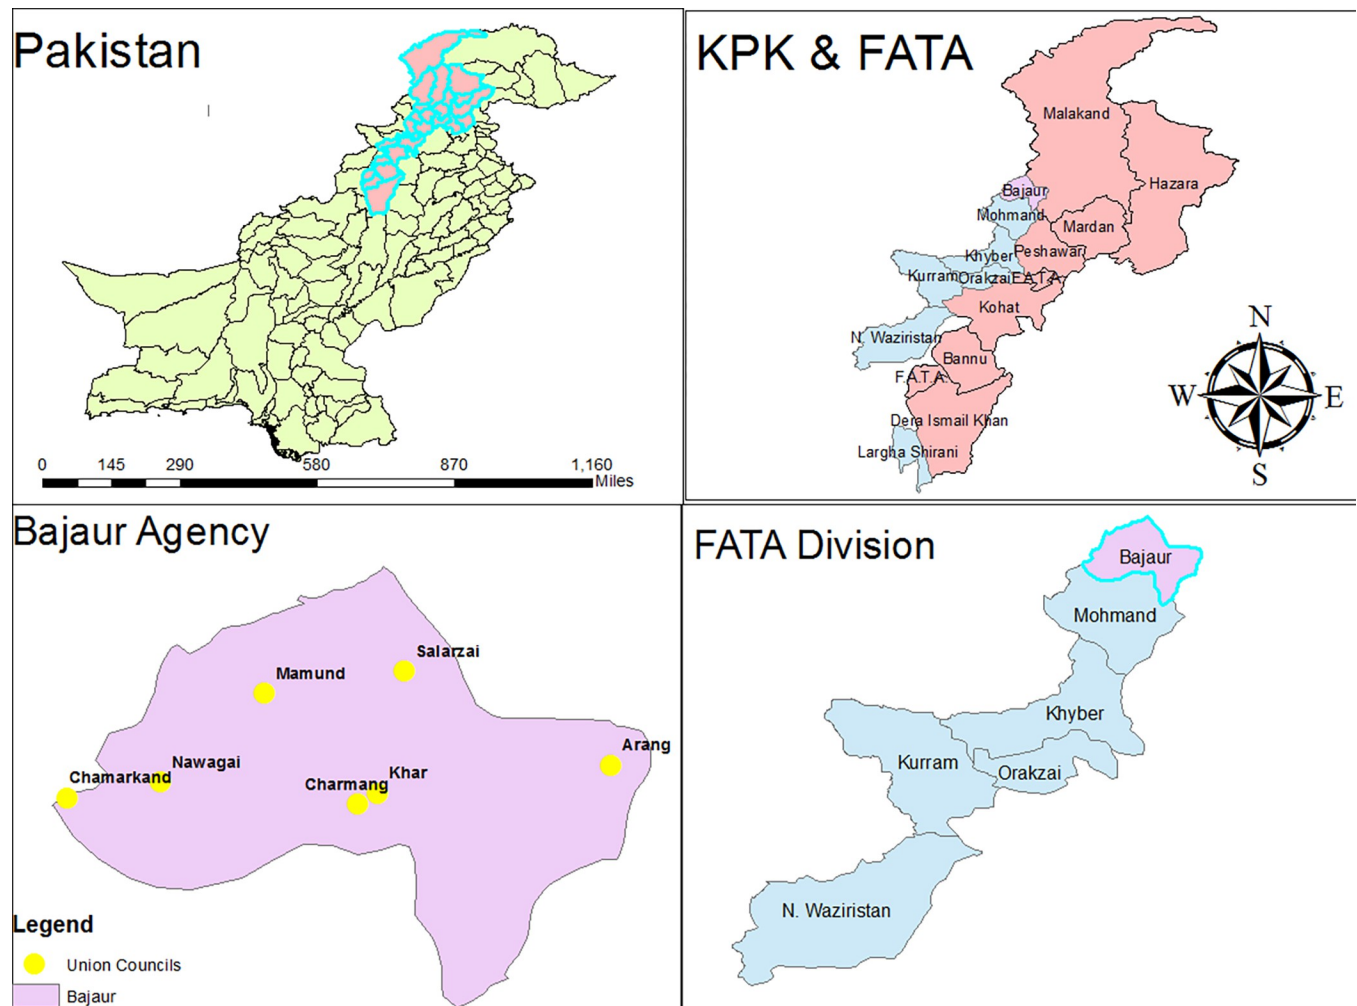 Pakistan
0 145 290 580 870 1,160
Miles
KPK & FATA
Malakand
Hazara
Bajaur
Mohmand
Mardan
Peshawar
Khyber
Kurram
Orakzai
F.A.T.A.
Kohat
N. Waziristan
Bannu
F.A.T.A.
Dera Ismail Khan
Largha Shirani
N
W E
S
Bajaur Agency
Salarzai
Mamund
Arang
Nawagai
Chamarkand
Khar
Charmang
Legend
Union Councils
Bajaur
FATA Division
Bajaur
Mohmand
Khyber
Kurram
Orakzai
N. Waziristan